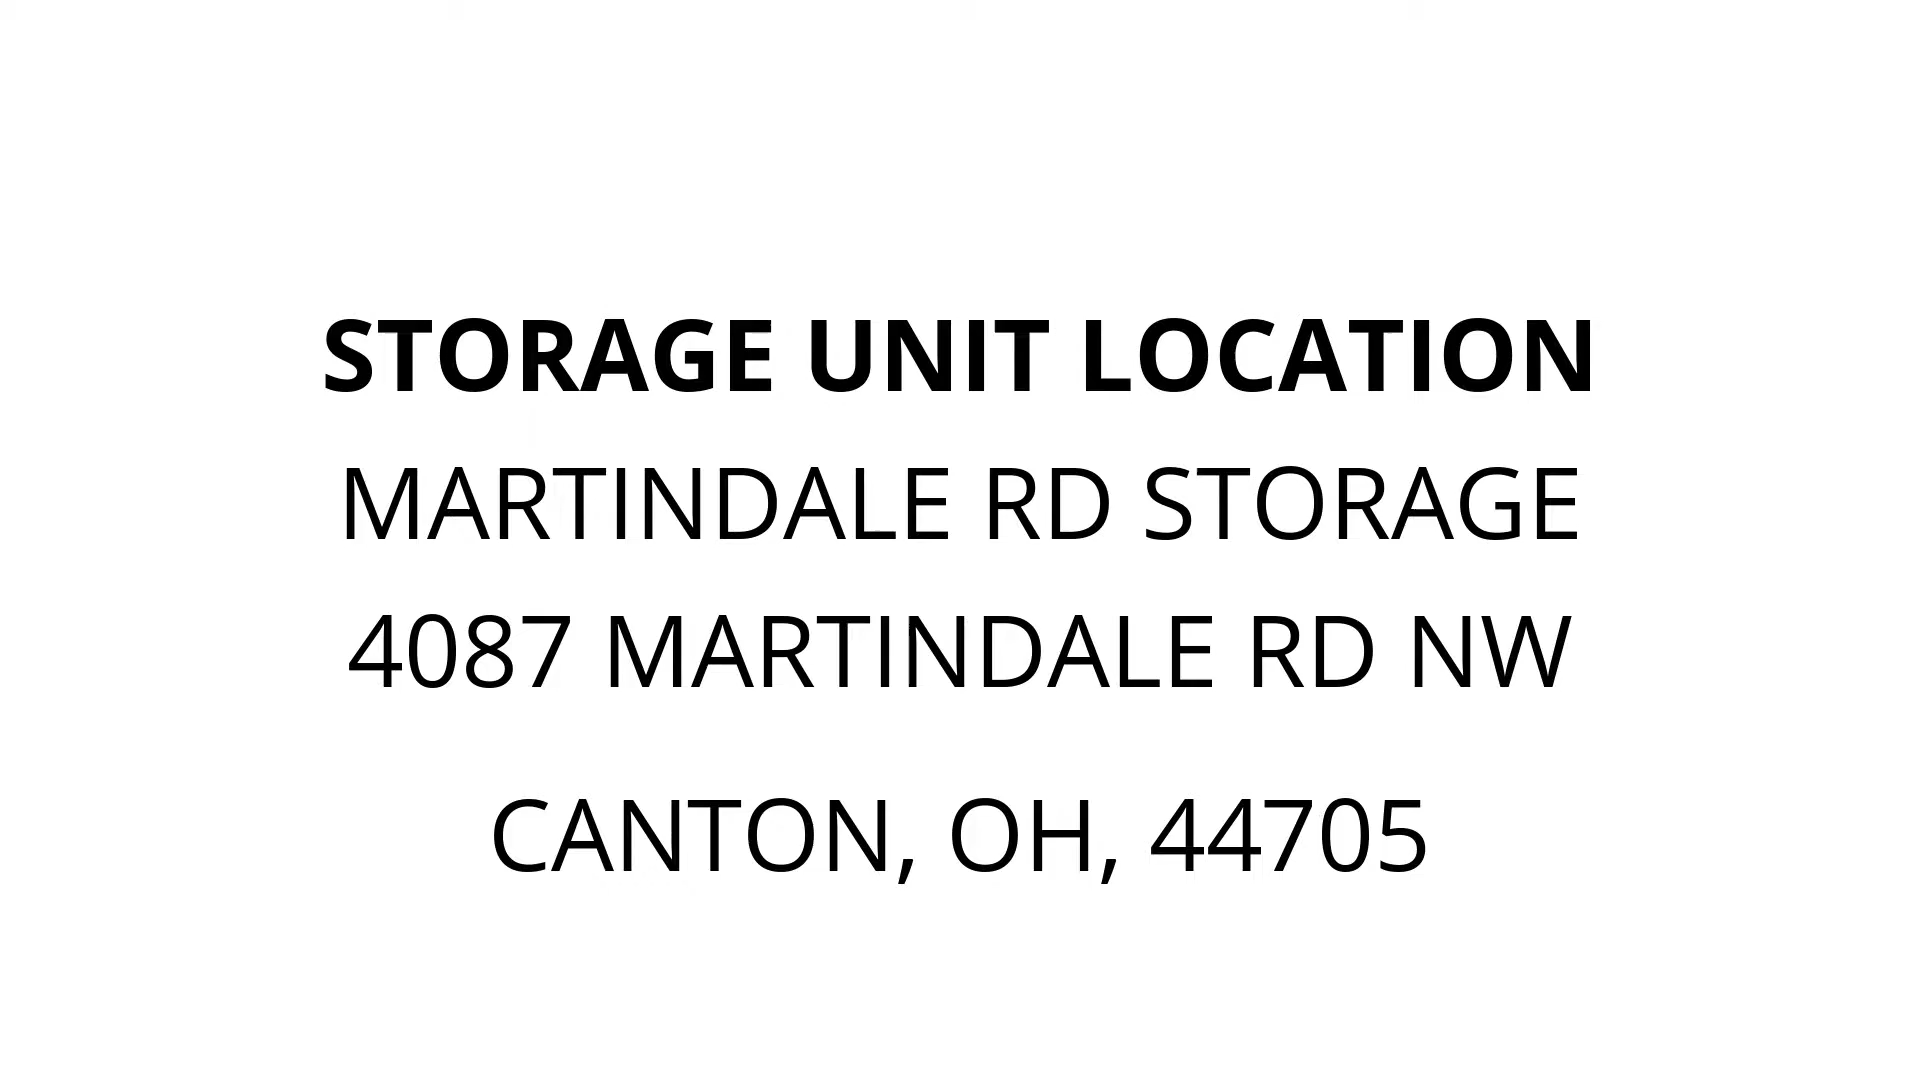 STORAGE UNIT LOCATION
MARTINDALE RD STORAGE
4087 MARTINDALE RD NW
CANTON, OH, 44705